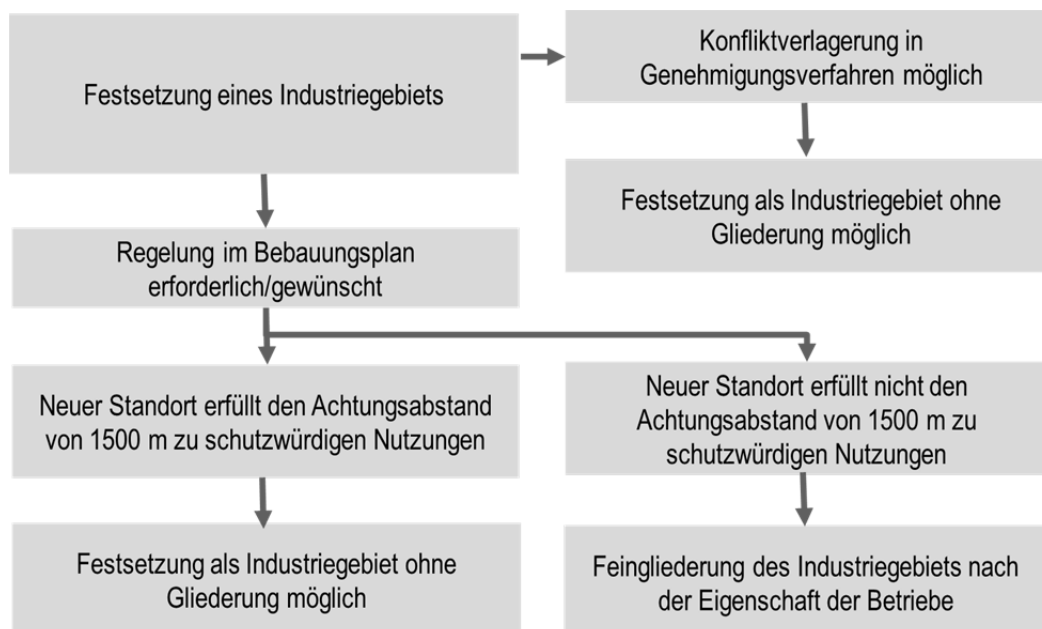 Festsetzung eines Industriegebiets
Konfliktverlagerung in
Genehmigungsverfahren möglich
Festsetzung als Industriegebiet ohne
Gliederung möglich
Regelung im Bebauungsplan
erforderlich/gewünscht
Neuer Standort erfüllt den Achtungsabstand
von 1500 m zu schutzwürdigen Nutzungen
Neuer Standort erfüllt nicht den
Achtungsabstand von 1500 m zu
schutzwürdigen Nutzungen
Festsetzung als Industriegebiet ohne
Gliederung möglich
Feingliederung des Industriegebiets nach
der Eigenschaft der Betriebe